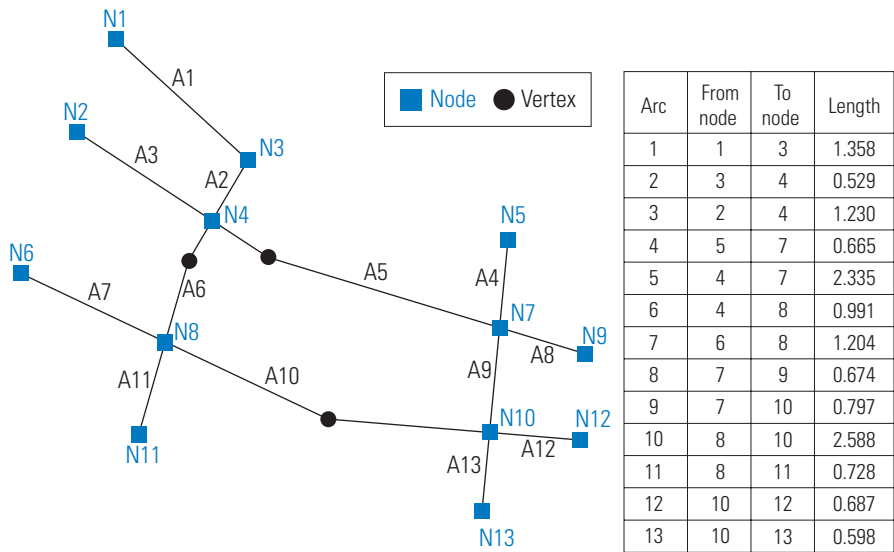 N1
A1
N2
A3
N3
A2
Node
Vertex
N4
N5
N6
A7
A6
A5
A4
N7
N8
A8
N9
A11
A10
A9
N10
N12
A12
N11
A13
N13
Arc From node To node Length
1 1 3 1.358
2 3 4 0.529
3 2 4 1.230
4 5 7 0.665
5 4 7 2.335
6 4 8 0.991
7 6 8 1.204
8 7 9 0.674
9 7 10 0.797
10 8 10 2.588
11 8 11 0.728
12 10 12 0.687
13 10 13 0.598